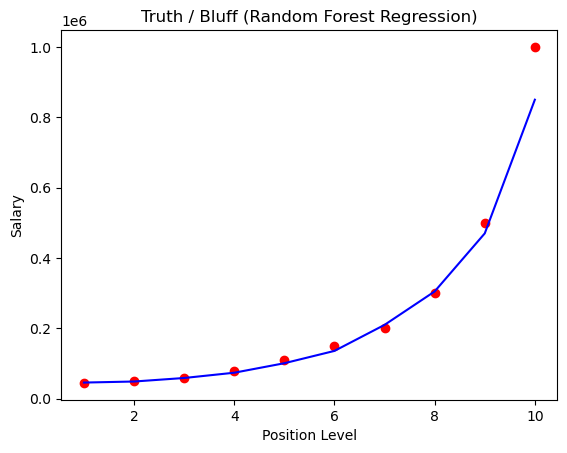 Truth / Bluff (Random Forest Regression)
1e6
1.0
0.8
0.6
0.4
0.2
0.0
Salary
2 4 6 8 10
Position Level